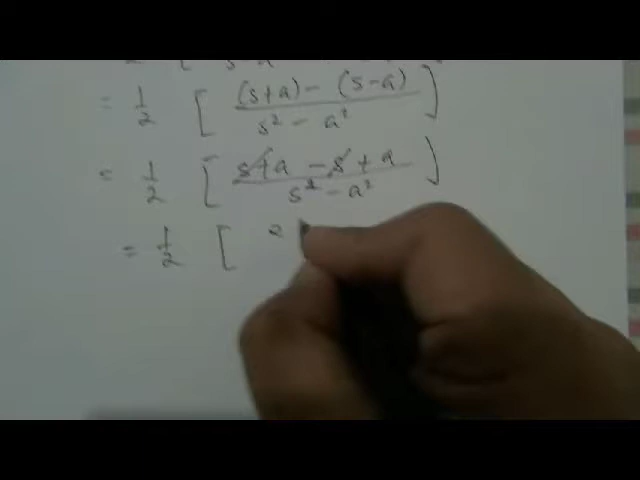 = 1/2 [ (s+a) - (s-a) / s² - a² ]
= 1/2 [ s+a - s + a / s² - a² ]
= 1/2 [ 2